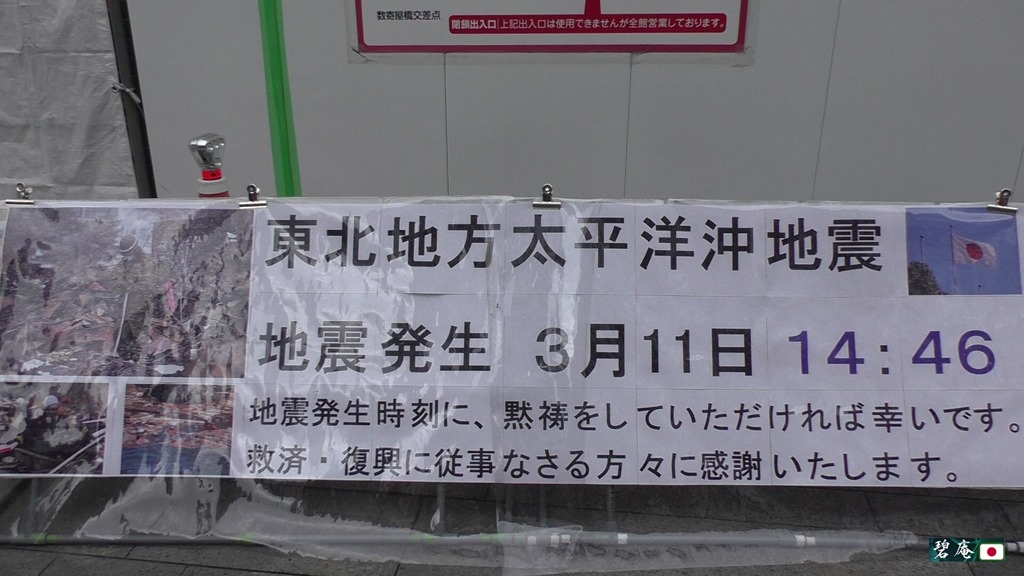 数寄屋橋交差点
閉鎖出入口 上記出入口は使用できませんが全館営業しております。
東北地方太平洋沖地震
地震発生 3月11日 14:46
地震発生時刻に、黙祷をしていただければ幸いです。
救済・復興に従事なさる方々に感謝いたします。
碧庵